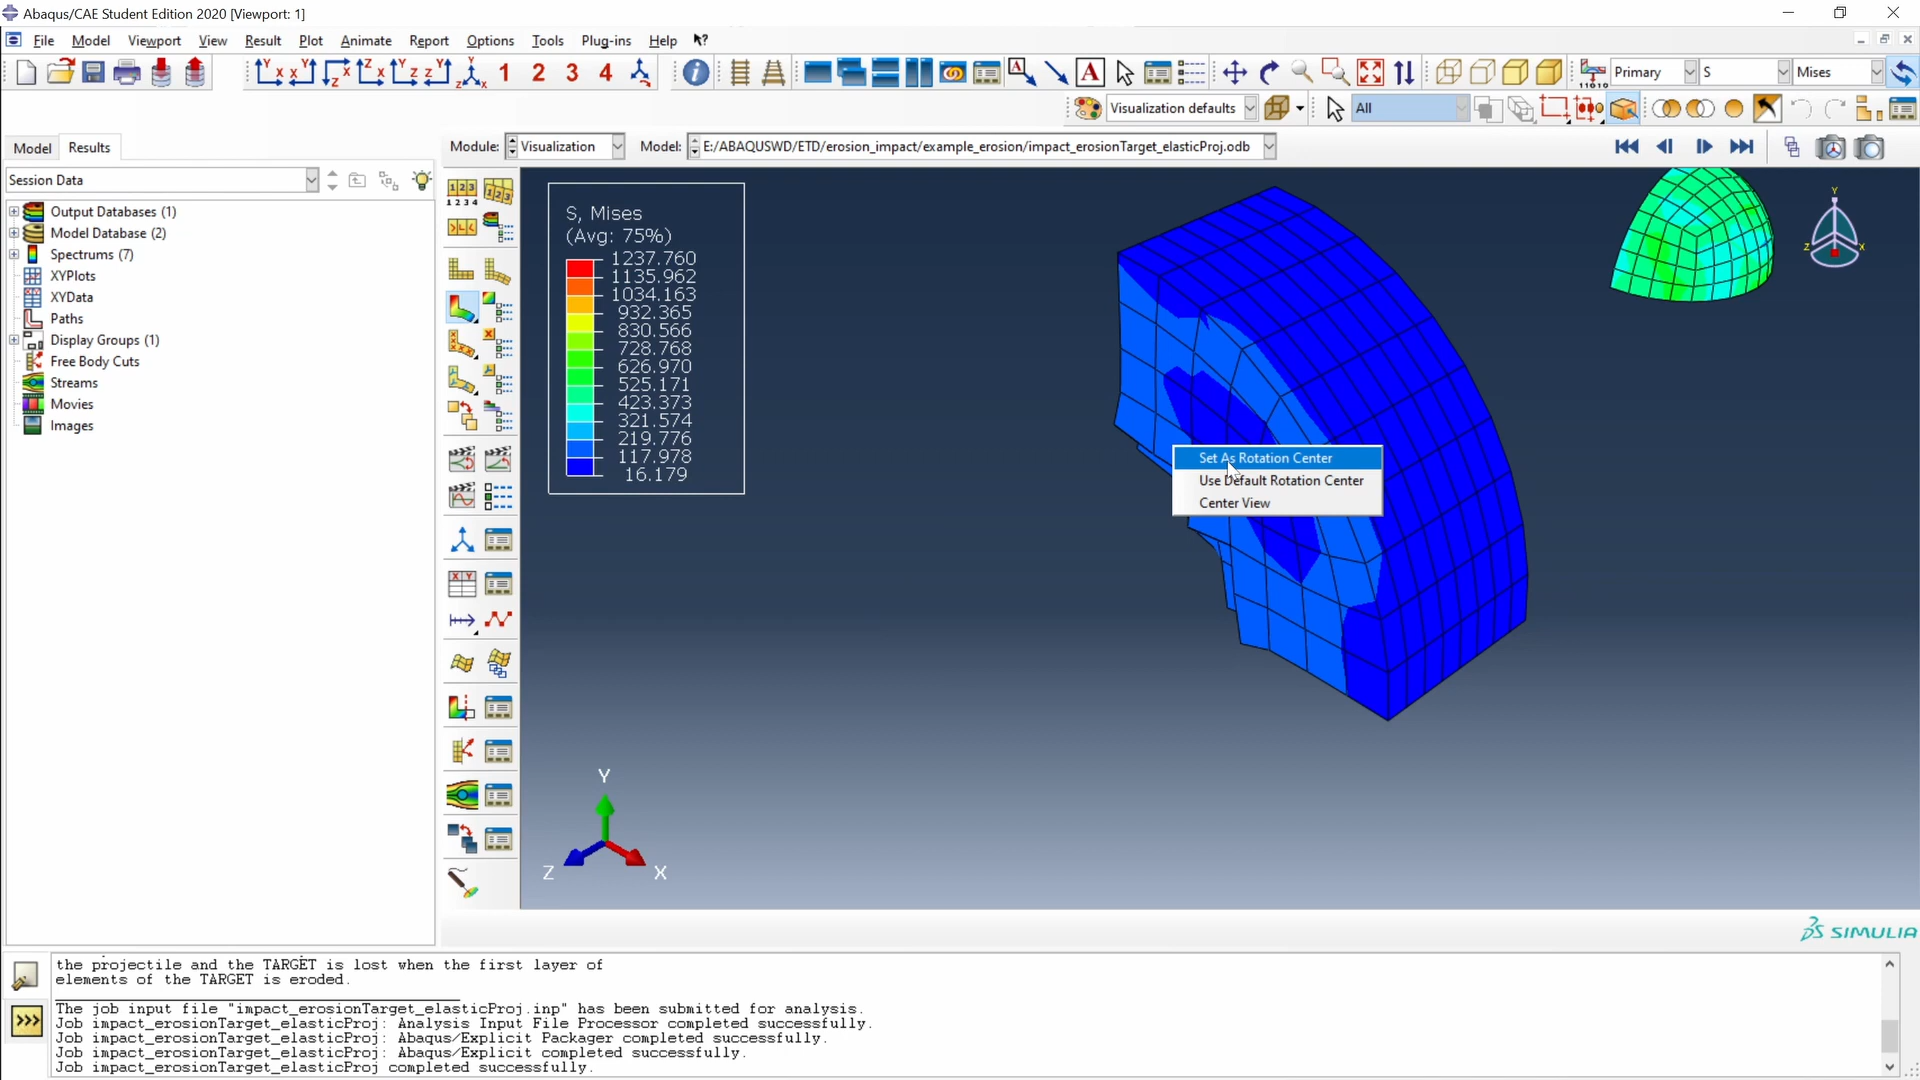 Abaqus/CAE Student Edition 2020 [Viewport: 1]
File Model Viewport View Result Plot Animate Report Options Tools Plug-ins Help
1 2 3 4 Primary S Mises
Visualization defaults All
Model Results
Module: Visualization Model: E:/ABAQUSWD/ETD/erosion_impact/example_erosion/impact_erosionTarget_elasticProj.odb
Session Data
Output Databases (1)
Model Database (2)
Spectrums (7)
XYPlots
XYData
Paths
Display Groups (1)
Free Body Cuts
Streams
Movies
Images
S, Mises
(Avg: 75%)
1237.760
1135.962
1034.163
932.365
830.566
728.768
626.970
525.171
423.373
321.574
219.776
117.978
16.179
Set As Rotation Center
Use Default Rotation Center
Center View
Y
Z X
Y
Z X
SIMULIA
the projectile and the TARGET is lost when the first layer of
elements of the TARGET is eroded.
The job input file "impact_erosionTarget_elasticProj.inp" has been submitted for analysis.
Job impact_erosionTarget_elasticProj: Analysis Input File Processor completed successfully.
Job impact_erosionTarget_elasticProj: Abaqus/Explicit Packager completed successfully.
Job impact_erosionTarget_elasticProj: Abaqus/Explicit completed successfully.
Job impact_erosionTarget_elasticProj completed successfully.